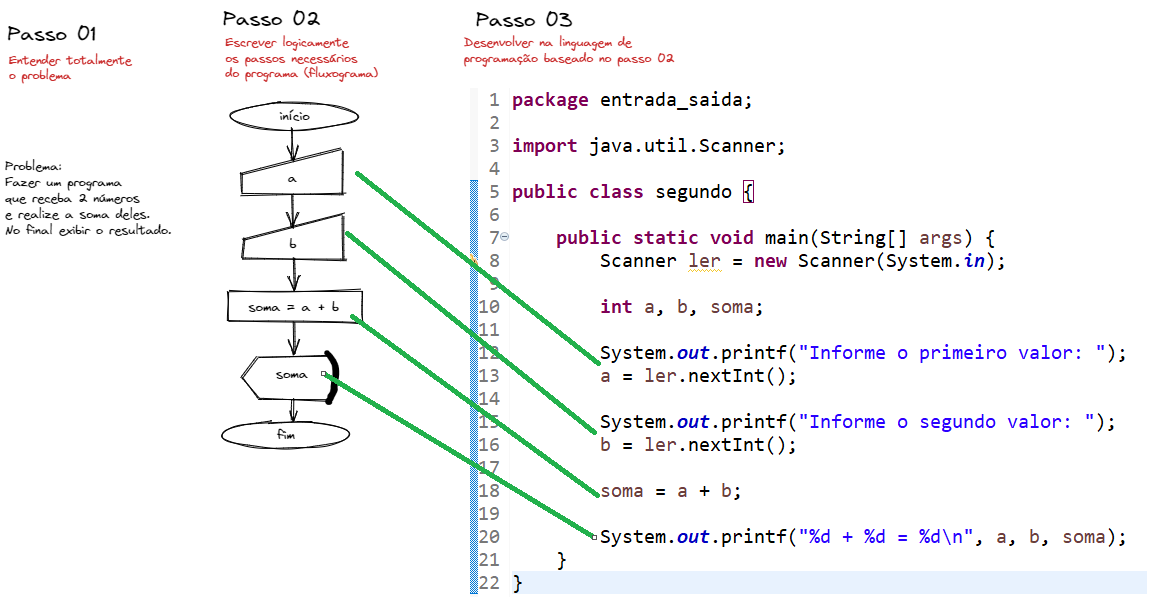 Passo 01
Entender totalmente
o problema
Problema:
Fazer um programa
que receba 2 números
e realize a soma deles.
No final exibir o resultado.
Passo 02
Escrever logicamente
os passos necessários
do programa (fluxograma)
início
a
b
soma = a + b
soma
fim
Passo 03
Desenvolver na linguagem de
programação baseado no passo 02
1 package entrada_saida;
2
3 import java.util.Scanner;
4
5 public class segundo {
6
7 public static void main(String[] args) {
8 Scanner ler = new Scanner(System.in);
9
10 int a, b, soma;
11
12 System.out.printf("Informe o primeiro valor: ");
13 a = ler.nextInt();
14
15 System.out.printf("Informe o segundo valor: ");
16 b = ler.nextInt();
17
18 soma = a + b;
19
20 System.out.printf("%d + %d = %d\n", a, b, soma);
21 }
22 }